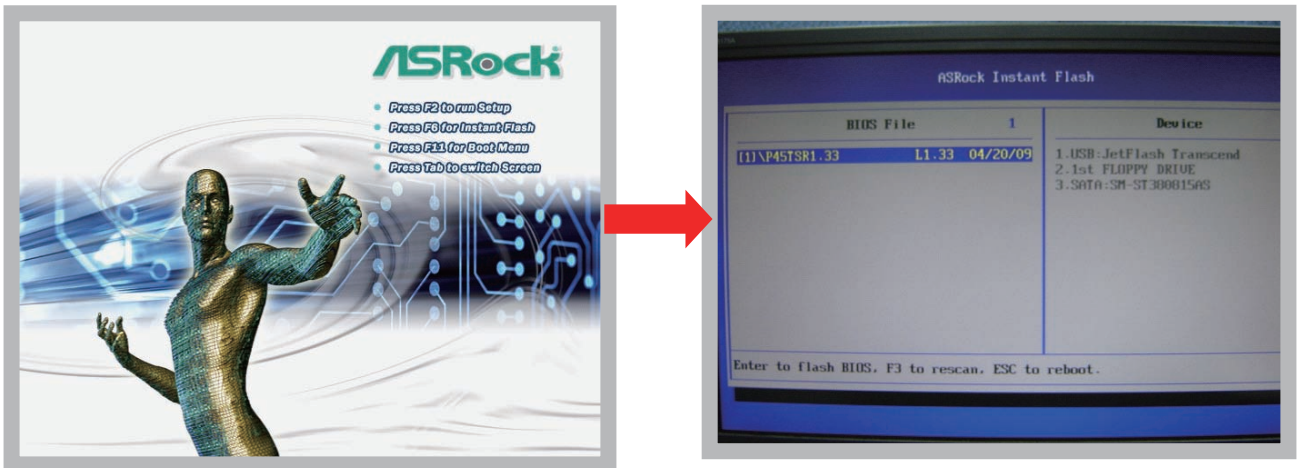 ASRock
Press F2 to run Setup
Press F6 for Instant Flash
Press F11 for Boot Menu
Press Tab to switch Screen
ASRock Instant Flash
BIOS File 1
Device
[1]\P45TSR1.33 L1.33 04/20/09
1.USB:JetFlash Transcend
2.1st FLOPPY DRIVE
3.SATA:SM-ST380815AS
Enter to flash BIOS, F3 to rescan, ESC to reboot.